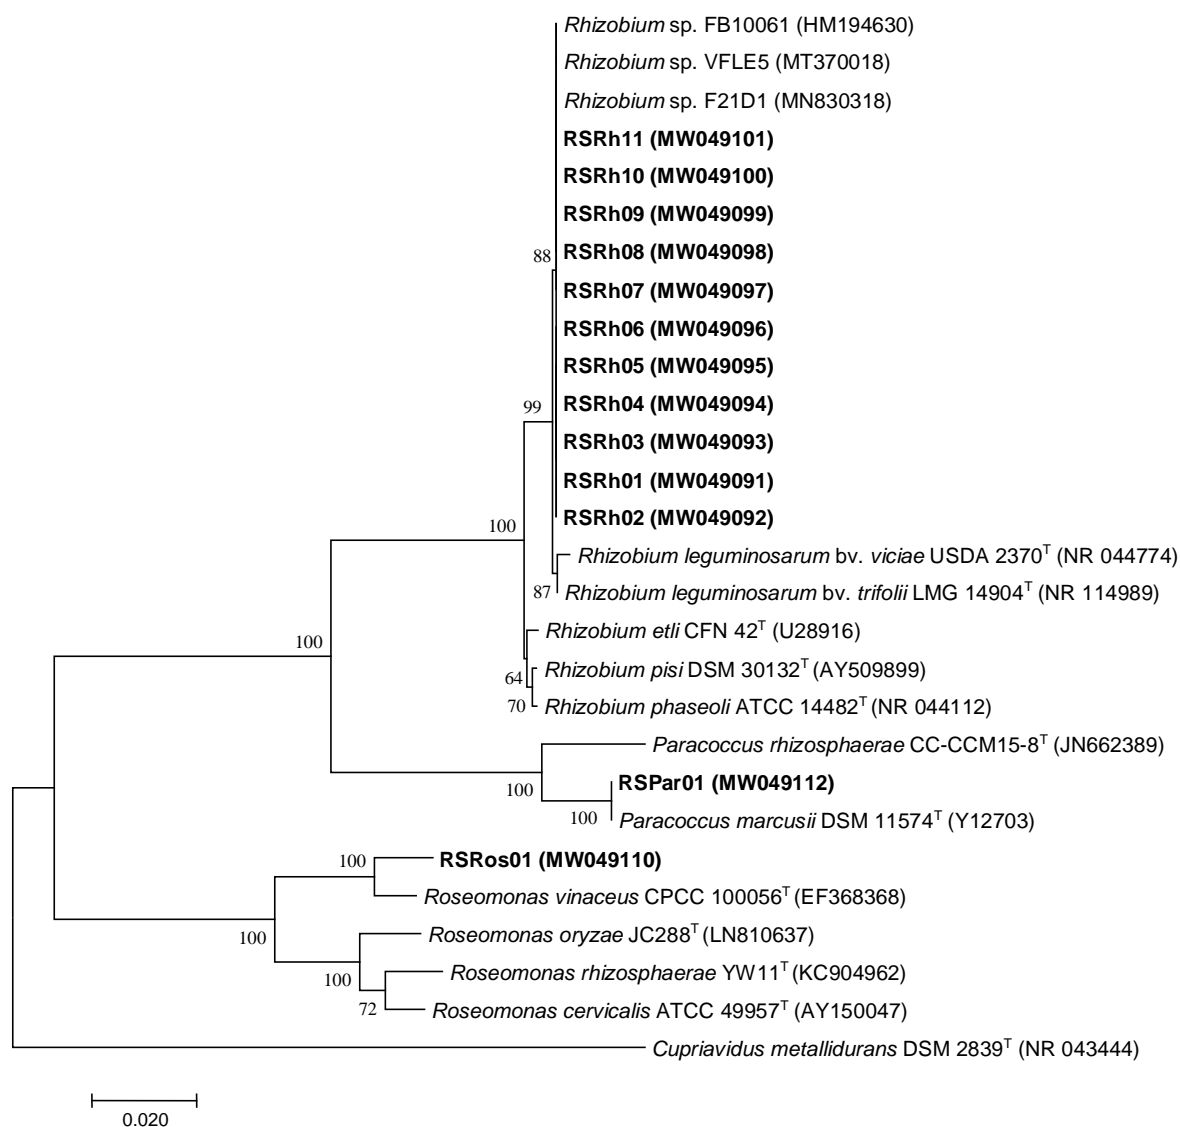 Rhizobium sp. FB10061 (HM194630)
Rhizobium sp. VFLE5 (MT370018)
Rhizobium sp. F21D1 (MN830318)
RSRh11 (MW049101)
RSRh10 (MW049100)
RSRh09 (MW049099)
88 RSRh08 (MW049098)
RSRh07 (MW049097)
RSRh06 (MW049096)
RSRh05 (MW049095)
99 RSRh04 (MW049094)
RSRh03 (MW049093)
RSRh01 (MW049091)
100 RSRh02 (MW049092)
Rhizobium leguminosarum bv. viciae USDA 2370ᵀ (NR 044774)
87 Rhizobium leguminosarum bv. trifolii LMG 14904ᵀ (NR 114989)
100 Rhizobium etli CFN 42ᵀ (U28916)
64 Rhizobium pisi DSM 30132ᵀ (AY509899)
70 Rhizobium phaseoli ATCC 14482ᵀ (NR 044112)
Paracoccus rhizosphaerae CC-CCM15-8ᵀ (JN662389)
100 RSPar01 (MW049112)
100 Paracoccus marcusii DSM 11574ᵀ (Y12703)
100 RSRos01 (MW049110)
Roseomonas vinaceus CPCC 100056ᵀ (EF368368)
100 Roseomonas oryzae JC288ᵀ (LN810637)
100 Roseomonas rhizosphaerae YW11ᵀ (KC904962)
72 Roseomonas cervicalis ATCC 49957ᵀ (AY150047)
Cupriavidus metallidurans DSM 2839ᵀ (NR 043444)
0.020